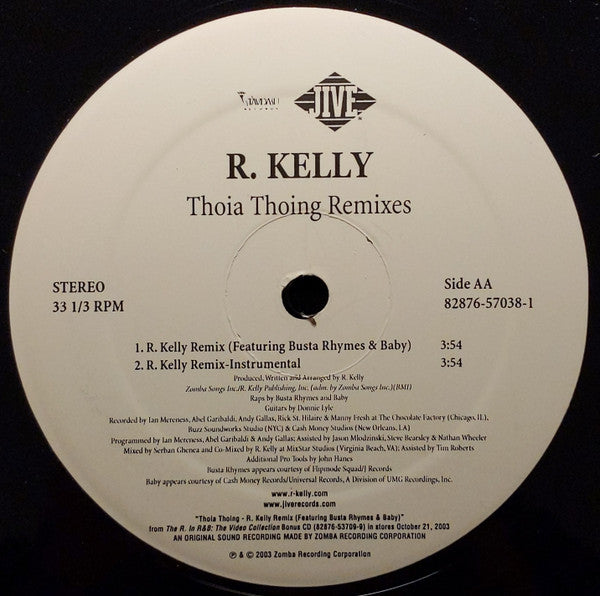 JIVE
R. KELLY
Thoia Thoing Remixes
STEREO
33 1/3 RPM
Side AA
82876-57038-1
1. R. Kelly Remix (Featuring Busta Rhymes & Baby) 3:54
2. R. Kelly Remix-Instrumental 3:54
Produced, Written and Arranged by R. Kelly
Zomba Songs Inc./R. Kelly Publishing, Inc. (adm. by Zomba Songs Inc.)(BMI)
Raps by Busta Rhymes and Baby
Guitars by Donnie Lyle
Recorded by Ian Mereness, Abel Garibaldi, Andy Gallas, Rick St. Hilaire & Manny Fresh at The Chocolate Factory (Chicago, IL),
Buzz Soundworks Studio (NYC) & Cash Money Studios (New Orleans, LA)
Programmed by Ian Mereness, Abel Garibaldi & Andy Gallas; Assisted by Jason Mlodzinski, Steve Bearsley & Nathan Wheeler
Mixed by Serban Ghenea and Co-Mixed by R. Kelly at MixStar Studios (Virginia Beach, VA); Assisted by Tim Roberts
Additional Pro Tools by John Hanes
Busta Rhymes appears courtesy of Flipmode Squad/J Records
Baby appears courtesy of Cash Money Records/Universal Records, A Division of UMG Recordings, Inc.
www.r-kelly.com
www.jiverecords.com
"Thoia Thoing - R. Kelly Remix (Featuring Busta Rhymes & Baby)"
from The R. In R&B: The Video Collection Bonus CD (82876-53709-9) in stores October 21, 2003
AN ORIGINAL SOUND RECORDING MADE BY ZOMBA RECORDING CORPORATION
℗ & © 2003 Zomba Recording Corporation